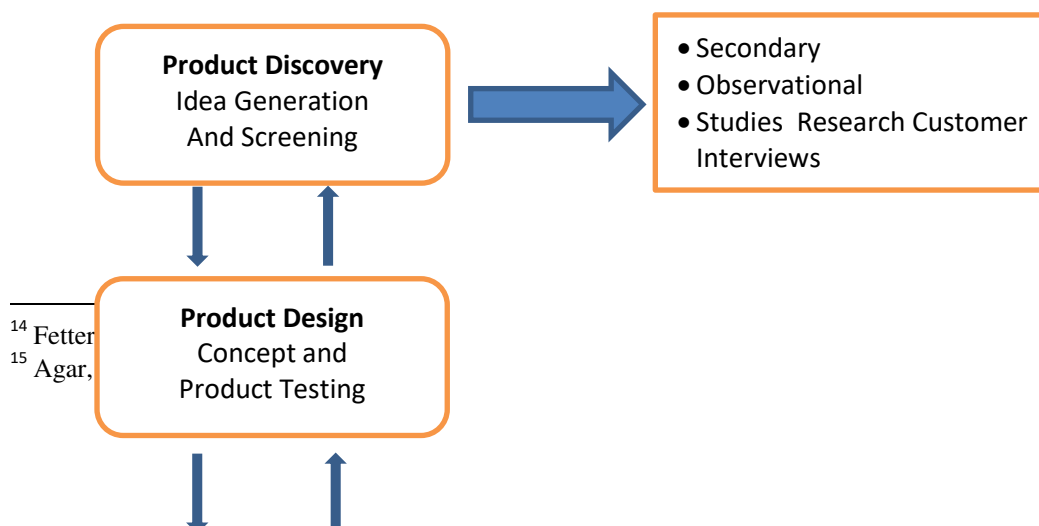 Product Discovery
Idea Generation
And Screening
• Secondary
• Observational
• Studies Research Customer
Interviews
Product Design
Concept and
Product Testing
14 Fetter
15 Agar,